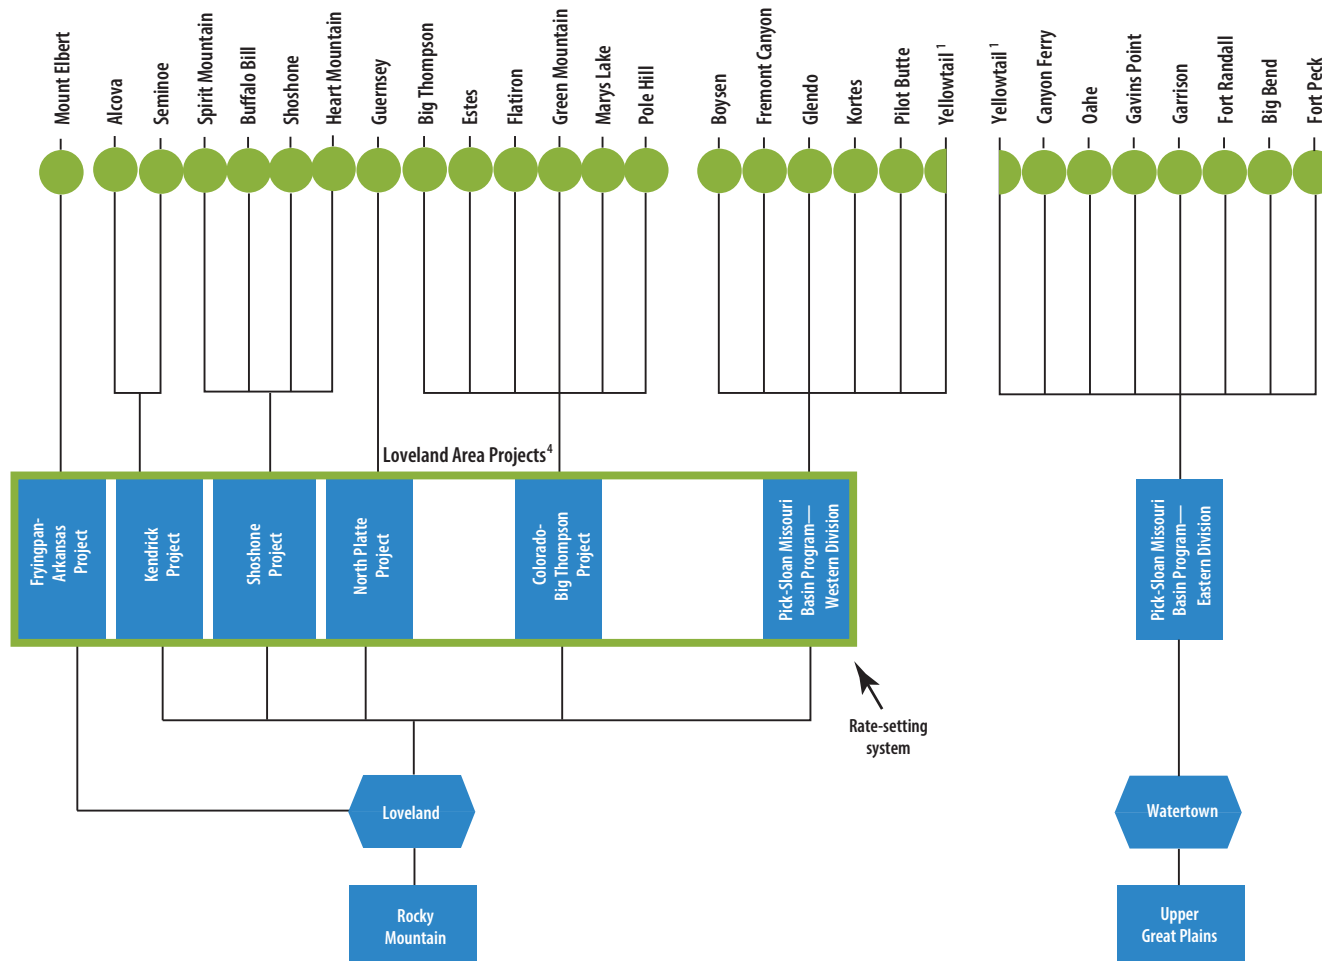 Mount Elbert
Alcova
Seminoe
Spirit Mountain
Buffalo Bill
Shoshone
Heart Mountain
Guernsey
Big Thompson
Estes
Flatiron
Green Mountain
Marys Lake
Pole Hill
Boysen
Fremont Canyon
Glendo
Kortes
Pilot Butte
Yellowtail 1
Yellowtail 1
Canyon Ferry
Oahe
Gavins Point
Garrison
Fort Randall
Big Bend
Fort Peck
Loveland Area Projects4
Fryingpan-
Arkansas
Project
Kendrick
Project
Shoshone
Project
North Platte
Project
Colorado-
Big Thompson
Project
Pick-Sloan Missouri
Basin Program—
Western Division
Pick-Sloan Missouri
Basin Program—
Eastern Division
Rate-setting
system
Loveland
Watertown
Rocky
Mountain
Upper
Great Plains